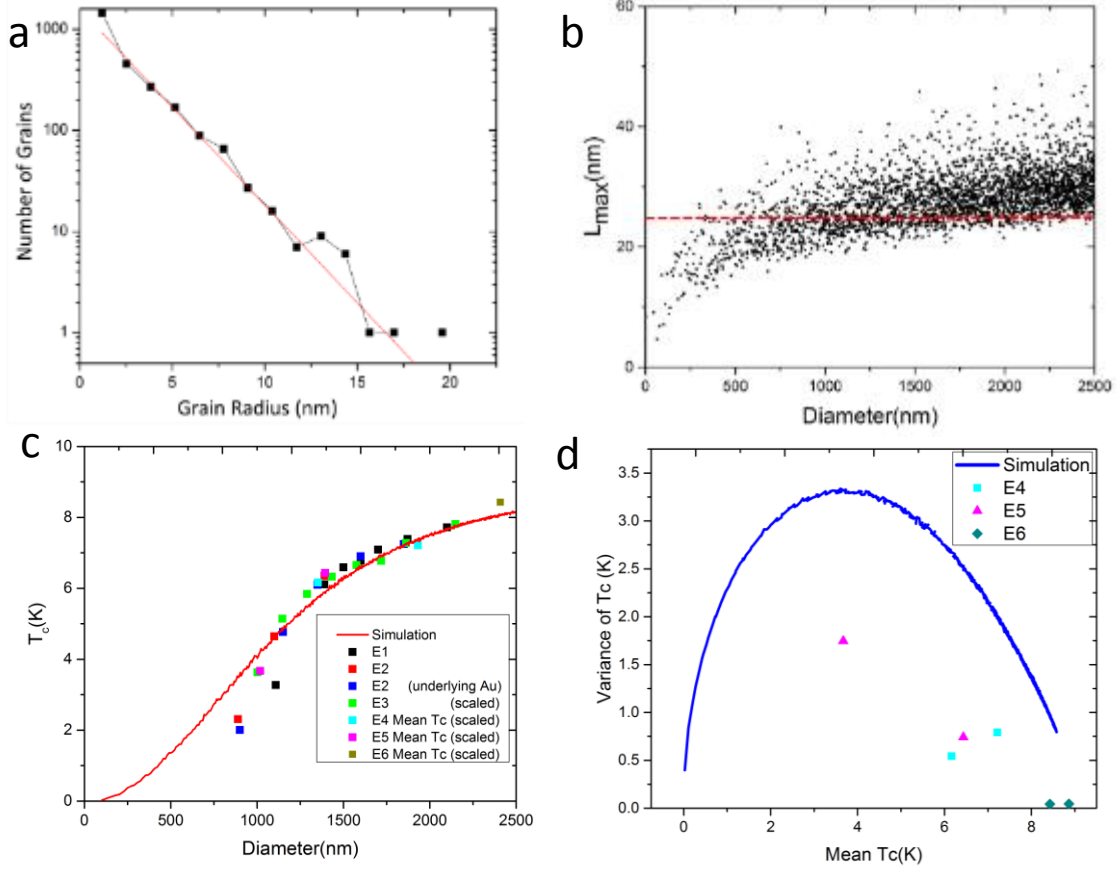 a
1000
100
10
1
Number of Grains
0
5
10
15
20
Grain Radius (nm)
b
60
40
20
0
Lmax(nm)
0
500
1000
1500
2000
2500
Diameter(nm)
c
10
8
6
4
2
0
Tc(K)
Simulation
E1
E2
E2 (underlying Au)
E3 (scaled)
E4 Mean Tc (scaled)
E5 Mean Tc (scaled)
E6 Mean Tc (scaled)
0
500
1000
1500
2000
2500
Diameter(nm)
d
3.5
3.0
2.5
2.0
1.5
1.0
0.5
0.0
Variance of Tc (K)
Simulation
E4
E5
E6
0
2
4
6
8
Mean Tc(K)